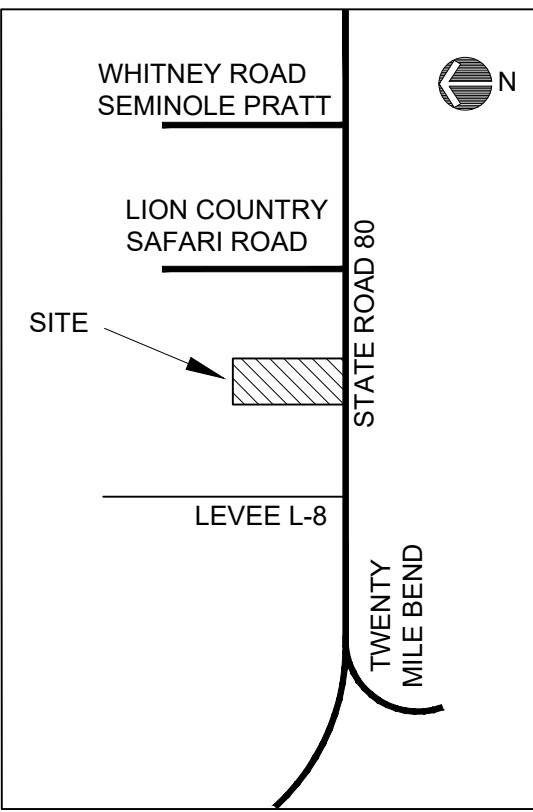 WHITNEY ROAD
SEMINOLE PRATT
N
LION COUNTRY
SAFARI ROAD
STATE ROAD 80
SITE
LEVEE L-8
TWENTY
MILE BEND